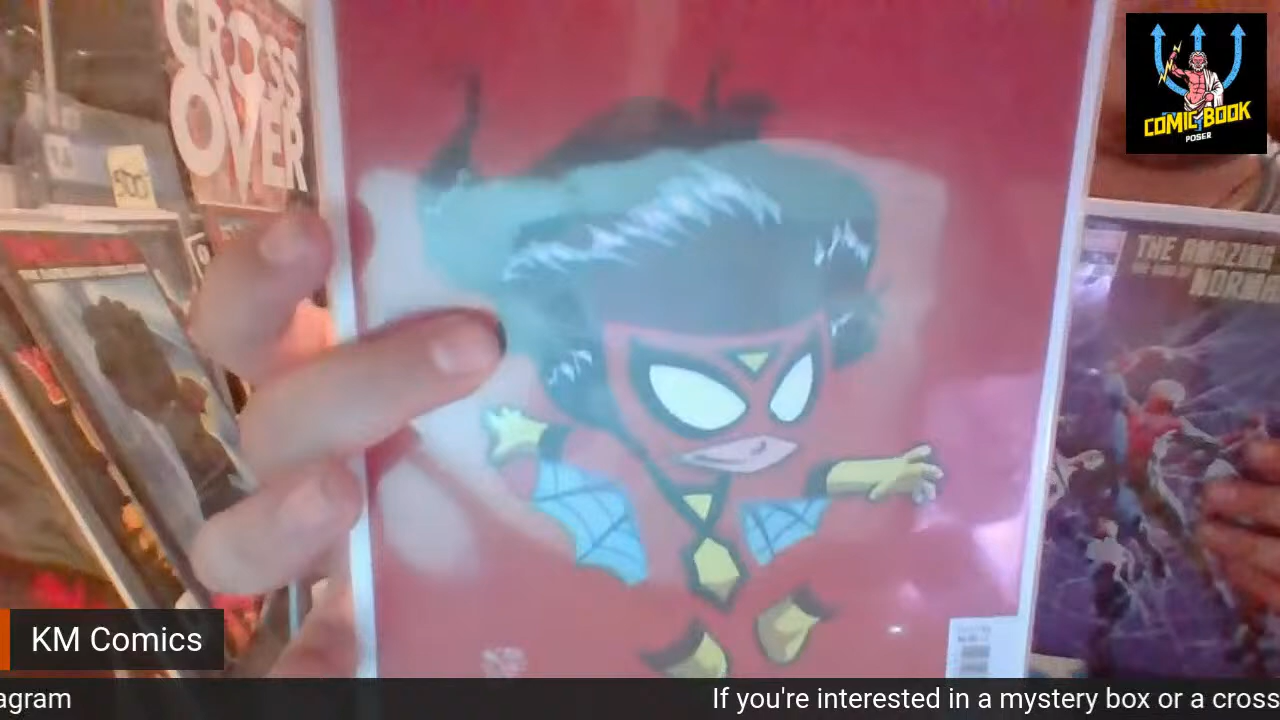 CROSS
OVER
500
COMIC BOOK
POSER
THE AMAZING
KM Comics
agram
If you're interested in a mystery box or a cross